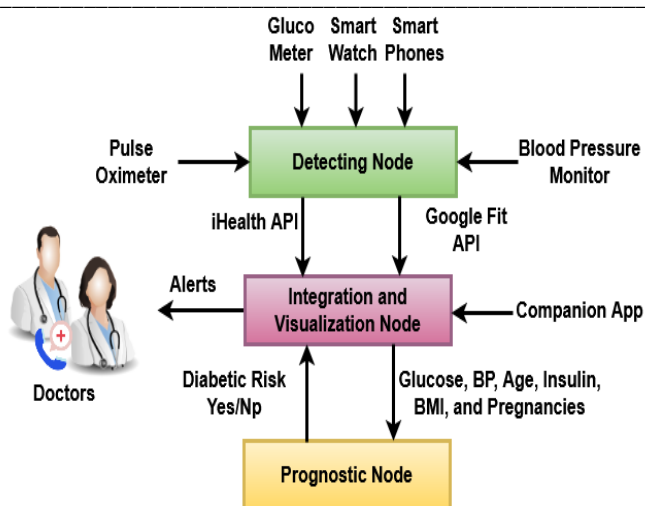 Gluco
Meter
Smart
Watch
Smart
Phones
Pulse
Oximeter
Detecting Node
Blood Pressure
Monitor
iHealth API
Google Fit
API
Alerts
Integration and
Visualization Node
Companion App
Doctors
Diabetic Risk
Yes/Np
Glucose, BP, Age, Insulin,
BMI, and Pregnancies
Prognostic Node